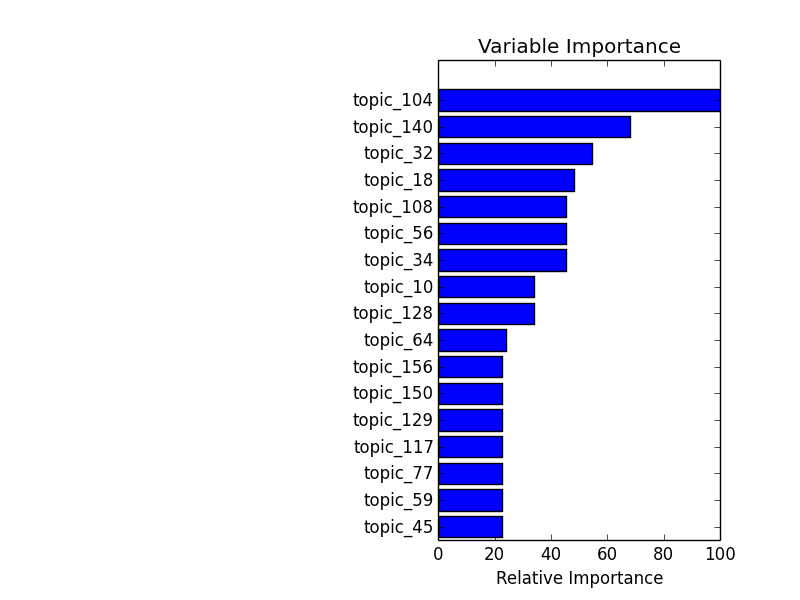 Variable Importance
topic_104
topic_140
topic_32
topic_18
topic_108
topic_56
topic_34
topic_10
topic_128
topic_64
topic_156
topic_150
topic_129
topic_117
topic_77
topic_59
topic_45
0 20 40 60 80 100
Relative Importance